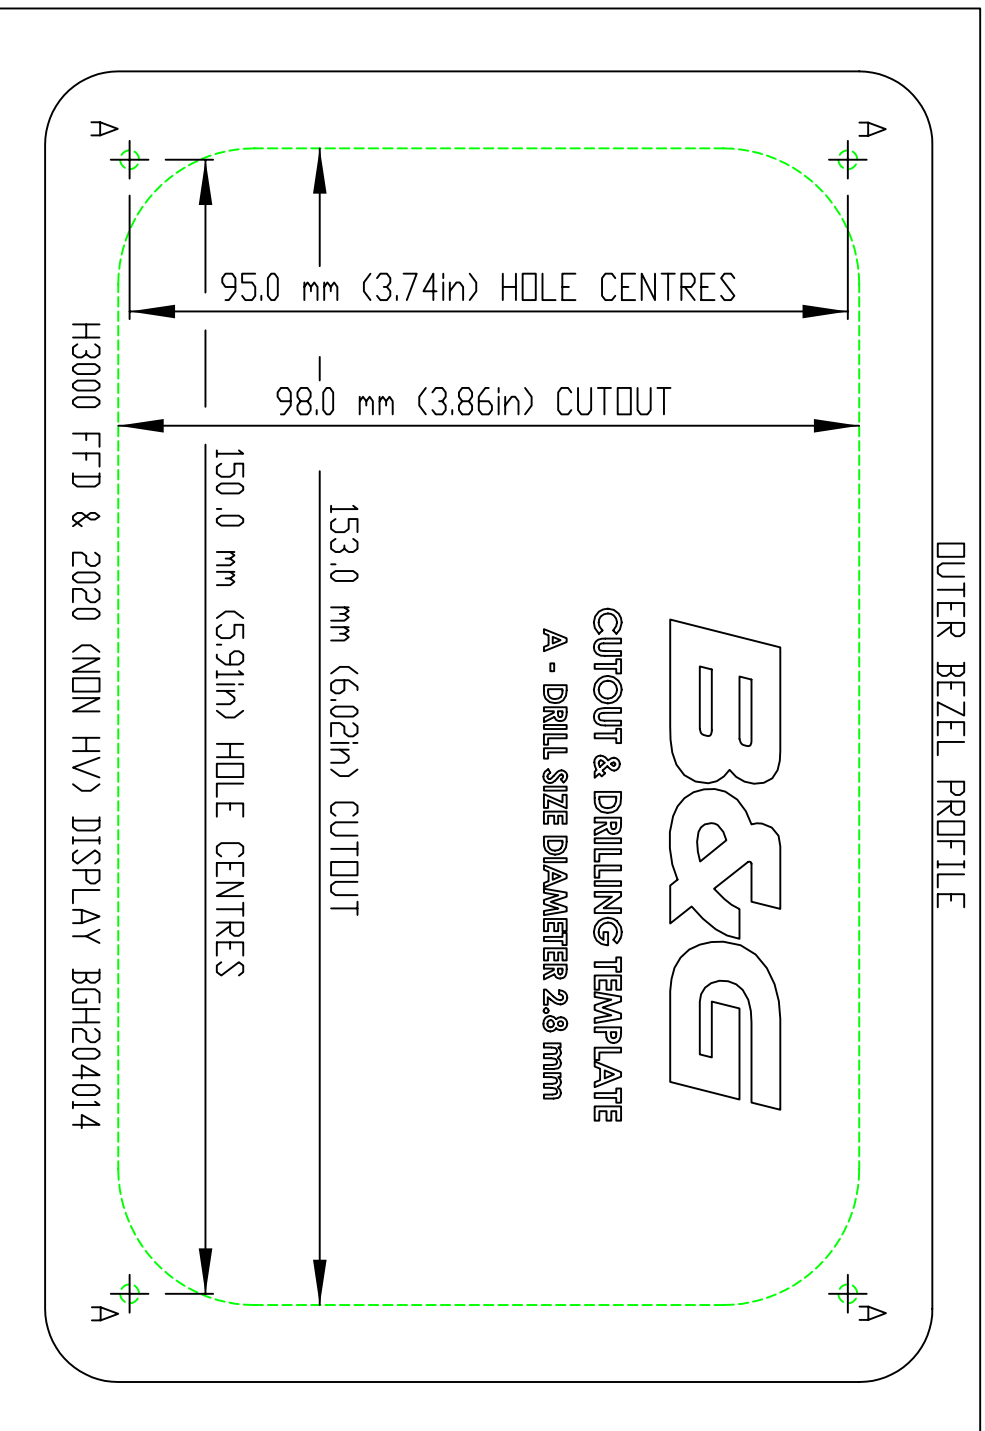 OUTER BEZEL PROFILE
A
A
B&G
CUTOUT & DRILLING TEMPLATE
A - DRILL SIZE DIAMETER 2.8 mm
95.0 mm (3.74in) HOLE CENTRES
98.0 mm (3.86in) CUTOUT
153.0 mm (6.02in) CUTOUT
150.0 mm (5.91in) HOLE CENTRES
A
A
H3000 FFD & 2020 (NON HV) DISPLAY BGH204014